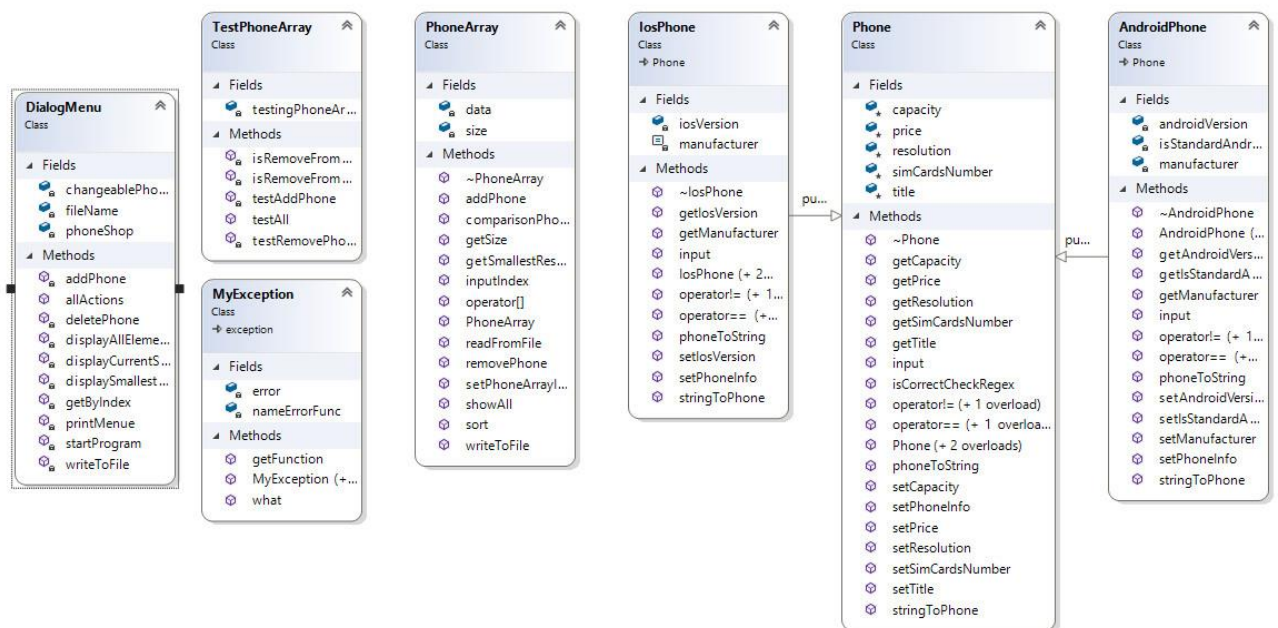 DialogMenu
Class
Fields
changeablePho...
fileName
phoneShop
Methods
addPhone
allActions
deletePhone
displayAllEleme...
displayCurrentS...
displaySmallest...
getByIndex
printMenue
startProgram
writeToFile
TestPhoneArray
Class
Fields
testingPhoneAr...
Methods
isRemoveFrom...
isRemoveFrom...
testAddPhone
testAll
testRemovePho...
MyException
Class
exception
Fields
error
nameErrorFunc
Methods
getFunction
MyException (+...
what
PhoneArray
Class
Fields
data
size
Methods
~PhoneArray
addPhone
comparisonPho...
getSize
getSmallestRes...
inputIndex
operator[]
PhoneArray
readFromFile
removePhone
setPhoneArrayI...
showAll
sort
writeToFile
IosPhone
Class
Phone
Fields
iosVersion
manufacturer
Methods
~IosPhone
getIosVersion
getManufacturer
input
IosPhone (+ 2...
operator!= (+ 1...
operator== (+...
phoneToString
setIosVersion
setPhoneInfo
stringToPhone
pu...
Phone
Class
Fields
capacity
price
resolution
simCardsNumber
title
Methods
~Phone
getCapacity
getPrice
getResolution
getSimCardsNumber
getTitle
input
isCorrectCheckRegex
operator!= (+ 1 overload)
operator== (+ 1 overloa...
Phone (+ 2 overloads)
phoneToString
setCapacity
setPhoneInfo
setPrice
setResolution
setSimCardsNumber
setTitle
stringToPhone
pu...
AndroidPhone
Class
Phone
Fields
androidVersion
isStandardAndr...
manufacturer
Methods
~AndroidPhone
AndroidPhone (...
getAndroidVers...
getIsStandardA...
getManufacturer
input
operator!= (+ 1...
operator== (+...
phoneToString
setAndroidVersi...
setIsStandardA...
setManufacturer
setPhoneInfo
stringToPhone